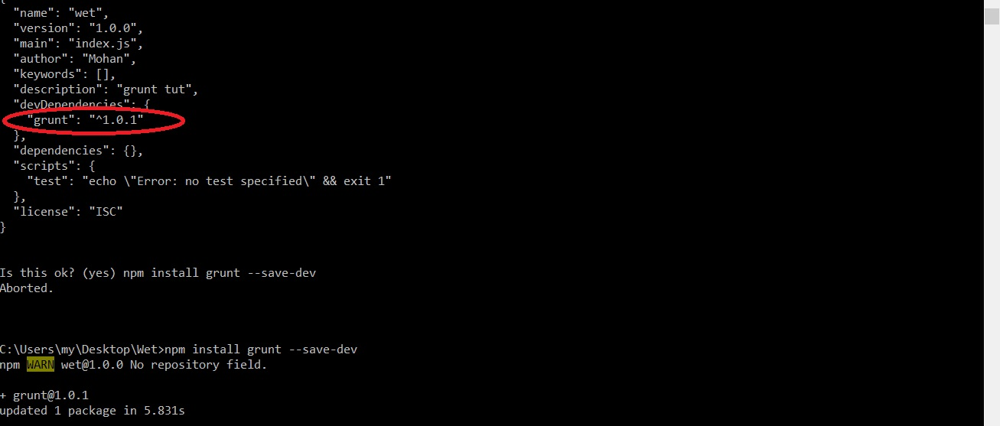 {
"name": "wet",
"version": "1.0.0",
"main": "index.js",
"author": "Mohan",
"keywords": [],
"description": "grunt tut",
"devDependencies": {
"grunt": "^1.0.1"
},
"dependencies": {},
"scripts": {
"test": "echo \"Error: no test specified\" && exit 1"
},
"license": "ISC"
}
Is this ok? (yes) npm install grunt --save-dev
Aborted.
C:\Users\my\Desktop\Wet>npm install grunt --save-dev
npm WARN wet@1.0.0 No repository field.
+ grunt@1.0.1
updated 1 package in 5.831s